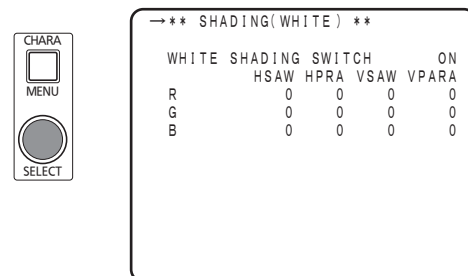 CHARA
MENU
SELECT
→** SHADING(WHITE) **
WHITE SHADING SWITCH ON
HSAW HPRA VSAW VPARA
R 0 0 0 0
G 0 0 0 0
B 0 0 0 0